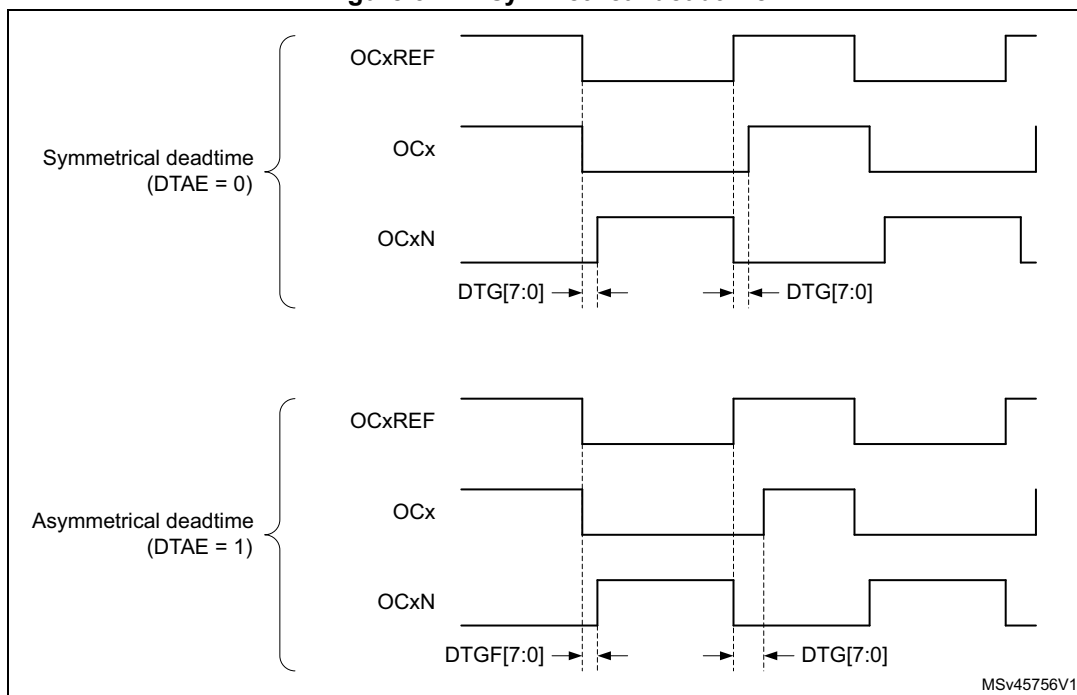 OCxREF
OCx
Symmetrical deadtime
(DTAE = 0)
OCxN
DTG[7:0]
DTG[7:0]
OCxREF
OCx
Asymmetrical deadtime
(DTAE = 1)
OCxN
DTGF[7:0]
DTG[7:0]
MSv45756V1